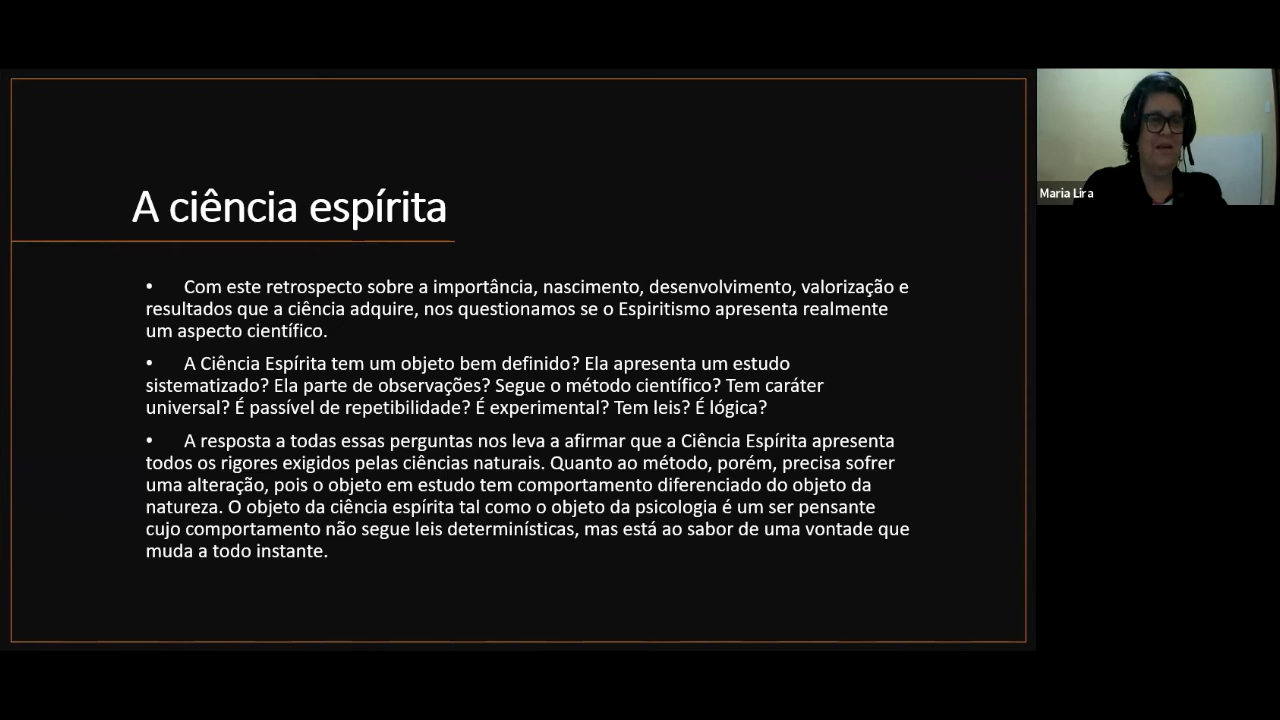 A ciência espírita
• Com este retrospecto sobre a importância, nascimento, desenvolvimento, valorização e
resultados que a ciência adquire, nos questionamos se o Espiritismo apresenta realmente
um aspecto científico.
• A Ciência Espírita tem um objeto bem definido? Ela apresenta um estudo
sistematizado? Ela parte de observações? Segue o método científico? Tem caráter
universal? É passível de repetibilidade? É experimental? Tem leis? É lógica?
• A resposta a todas essas perguntas nos leva a afirmar que a Ciência Espírita apresenta
todos os rigores exigidos pelas ciências naturais. Quanto ao método, porém, precisa sofrer
uma alteração, pois o objeto em estudo tem comportamento diferenciado do objeto da
natureza. O objeto da ciência espírita tal como o objeto da psicologia é um ser pensante
cujo comportamento não segue leis determinísticas, mas está ao sabor de uma vontade que
muda a todo instante.
Maria Lira